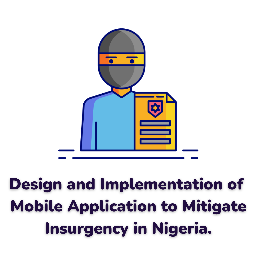 Design and Implementation of
Mobile Application to Mitigate
Insurgency in Nigeria.